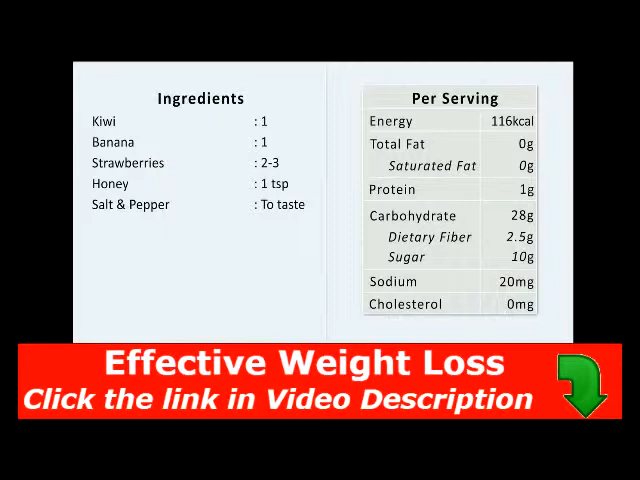 Ingredients
Kiwi : 1
Banana : 1
Strawberries : 2-3
Honey : 1 tsp
Salt & Pepper : To taste
Per Serving
Energy 116kcal
Total Fat 0g
Saturated Fat 0g
Protein 1g
Carbohydrate 28g
Dietary Fiber 2.5g
Sugar 10g
Sodium 20mg
Cholesterol 0mg
Effective Weight Loss
Click the link in Video Description